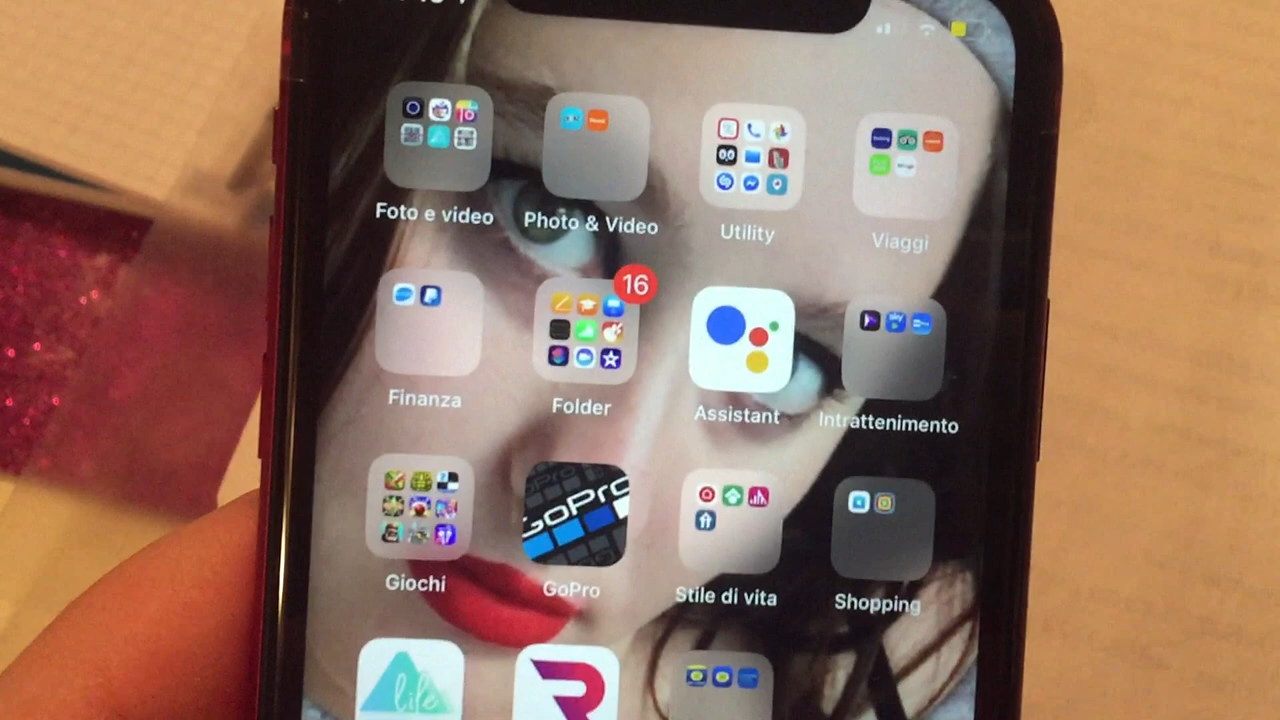 Foto e video
Photo & Video
Utility
Viaggi
16
Finanza
Folder
Assistant
Intrattenimento
sky
GoPro
Giochi
GoPro
Stile di vita
Shopping
life